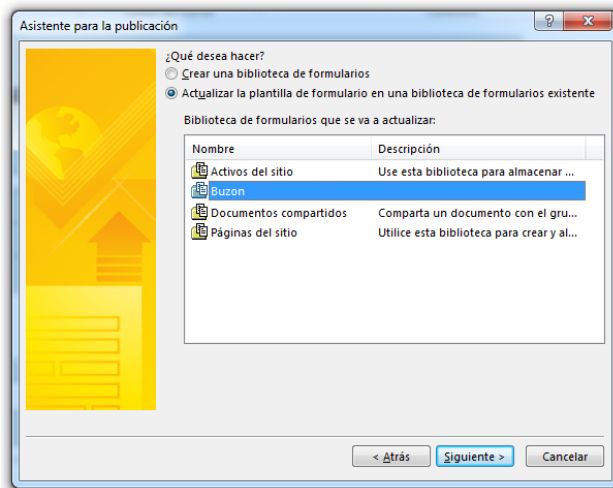 Asistente para la publicación
¿Qué desea hacer?
Crear una biblioteca de formularios
Actualizar la plantilla de formulario en una biblioteca de formularios existente
Biblioteca de formularios que se va a actualizar:
Nombre Descripción
Activos del sitio Use esta biblioteca para almacenar ...
Buzon
Documentos compartidos Comparta un documento con el gru...
Páginas del sitio Utilice esta biblioteca para crear y al...
< Atrás Siguiente > Cancelar